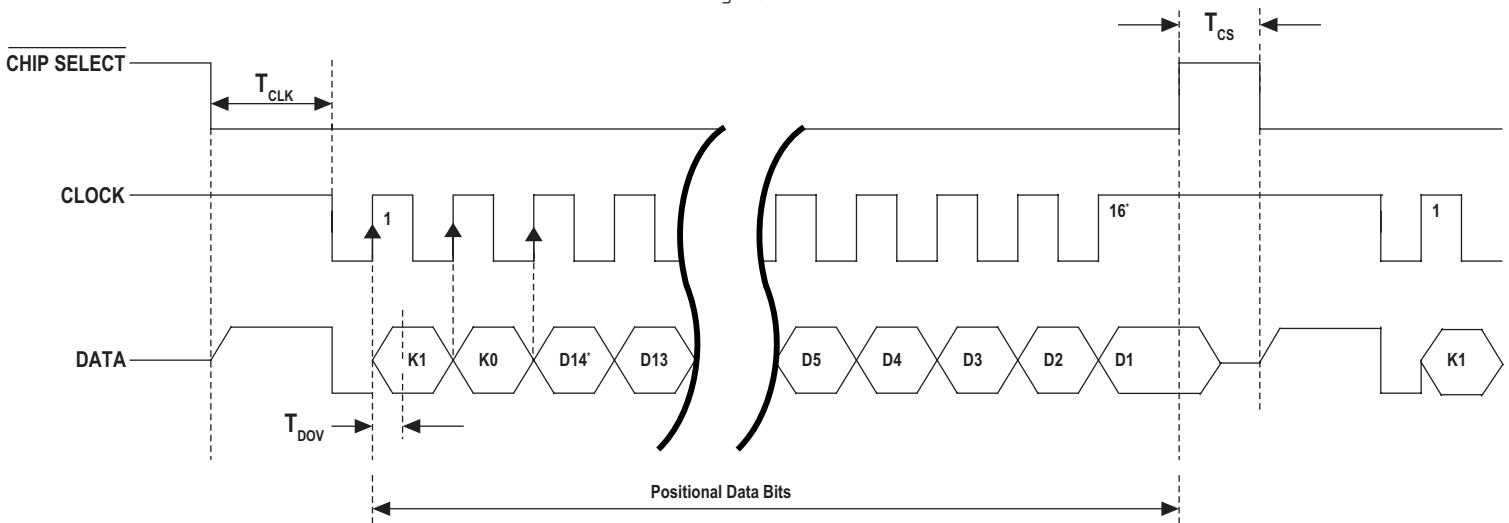 T_CS
CHIP SELECT
T_CLK
CLOCK
1
16*
1
DATA
K1
K0
D14*
D13
D5
D4
D3
D2
D1
K1
T_DOV
Positional Data Bits